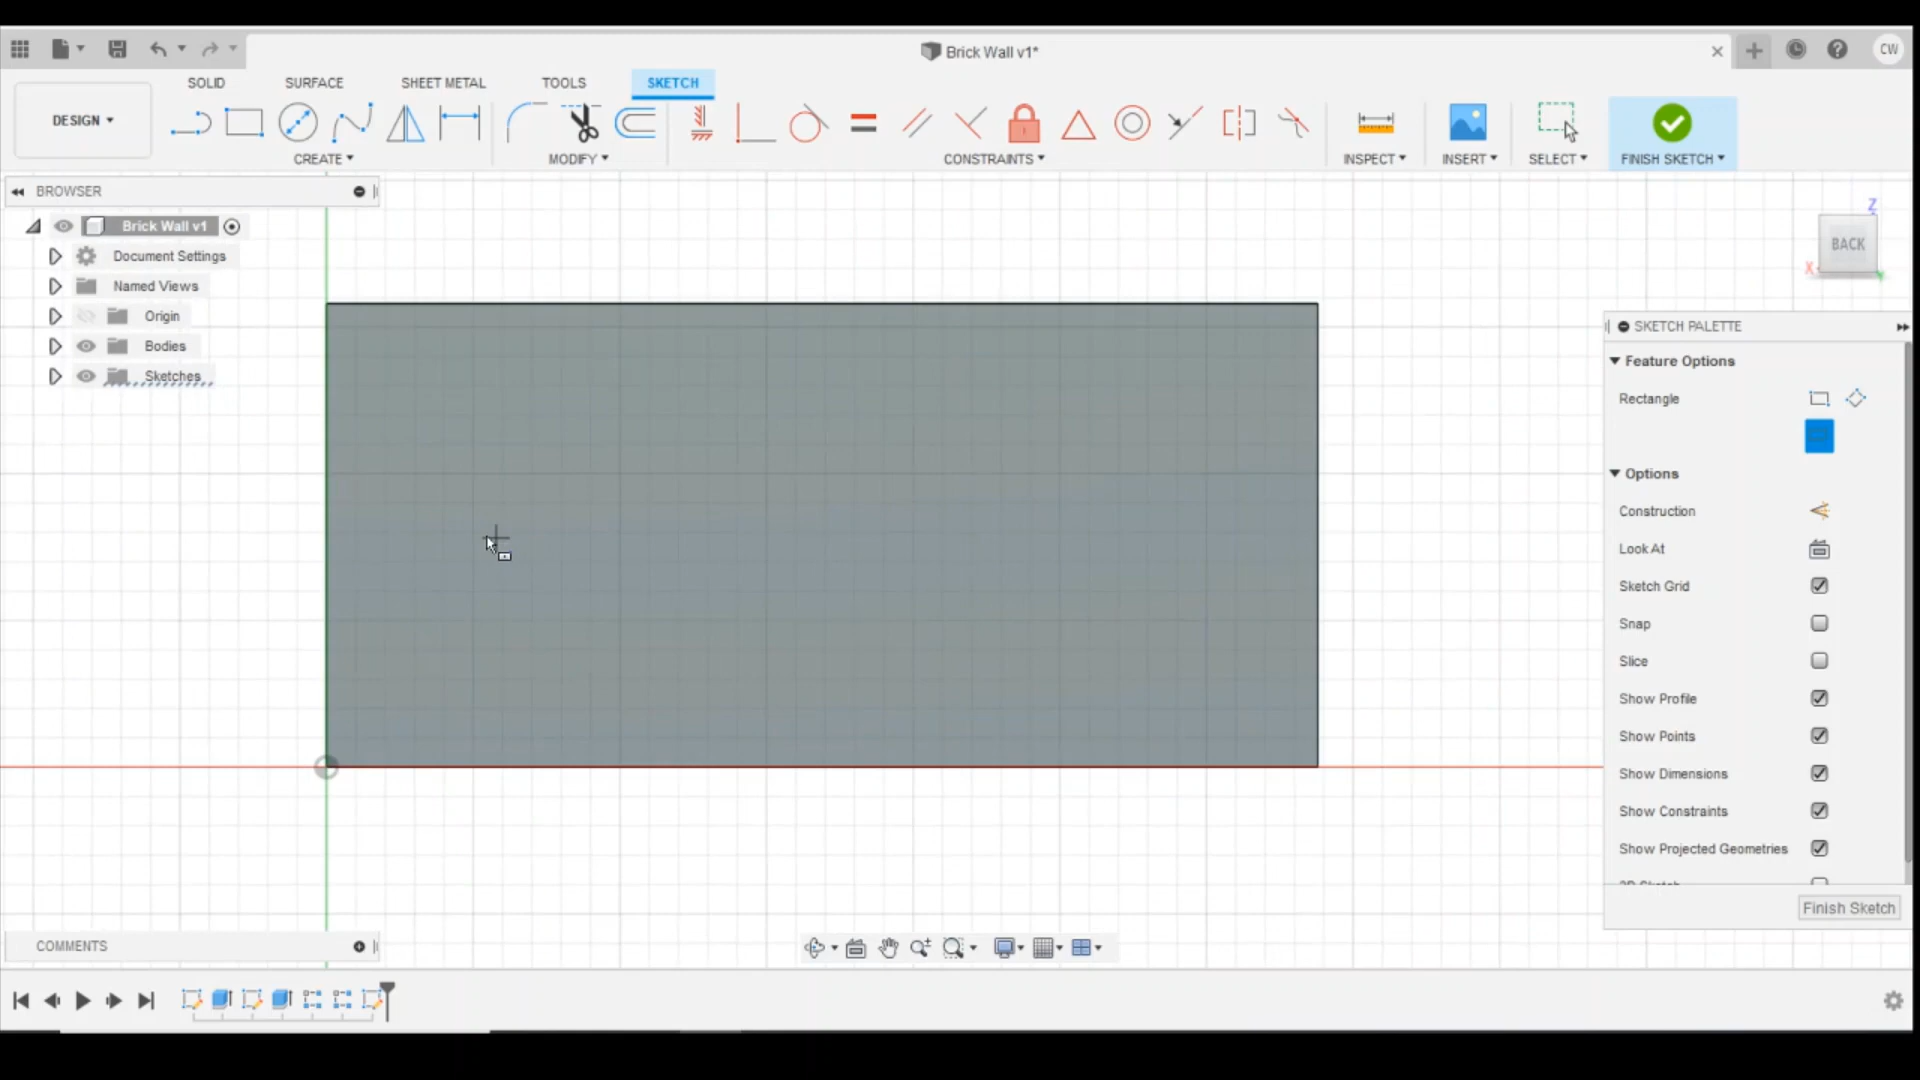 Brick Wall v1*
CW
SOLID SURFACE SHEET METAL TOOLS SKETCH
DESIGN
CREATE MODIFY CONSTRAINTS INSPECT INSERT SELECT FINISH SKETCH
BROWSER
Brick Wall v1
Document Settings
Named Views
Origin
Bodies
Sketches
Z
BACK
X
Y
SKETCH PALETTE
Feature Options
Rectangle
Options
Construction
Look At
Sketch Grid
Snap
Slice
Show Profile
Show Points
Show Dimensions
Show Constraints
Show Projected Geometries
Finish Sketch
COMMENTS